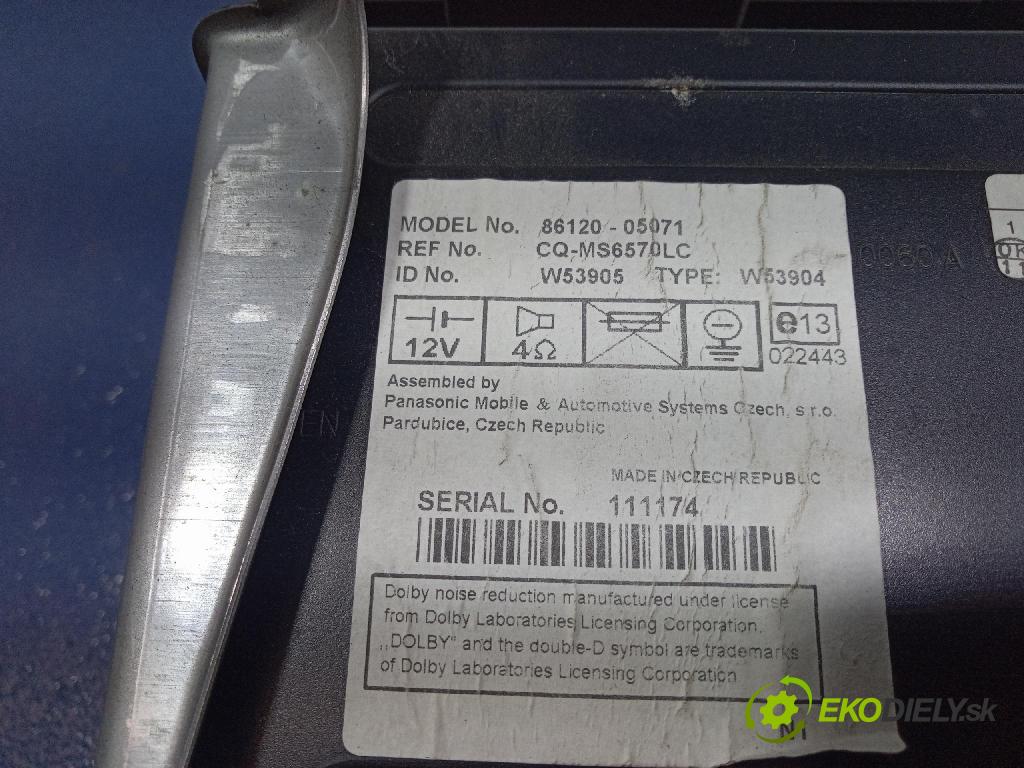 MODEL No. 86120 - 05071
REF No. CQ-MS6570LC
ID No. W53905 TYPE: W53904
12V 4Ω e13
022443
Assembled by
Panasonic Mobile & Automotive Systems Czech, s.r.o.
Pardubice, Czech Republic
MADE IN CZECH REPUBLIC
SERIAL No. 111174
Dolby noise reduction manufactured under license
from Dolby Laboratories Licensing Corporation.
„DOLBY“ and the double-D symbol are trademarks
of Dolby Laboratories Licensing Corporation
EKODIELY.sk
1